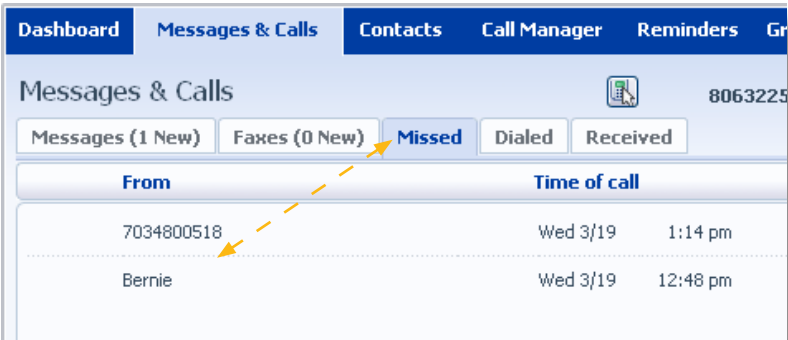 Dashboard Messages & Calls Contacts Call Manager Reminders
Messages & Calls 8063225
Messages (1 New) Faxes (0 New) Missed Dialed Received
From Time of call
7034800518 Wed 3/19 1:14 pm
Bernie Wed 3/19 12:48 pm